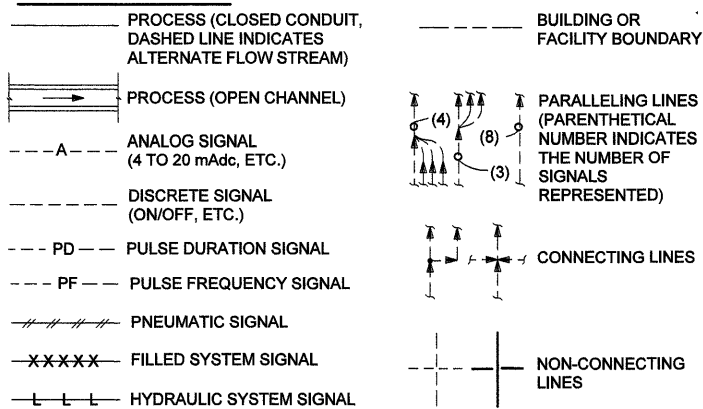 PROCESS (CLOSED CONDUIT,
DASHED LINE INDICATES
ALTERNATE FLOW STREAM)
PROCESS (OPEN CHANNEL)
A
ANALOG SIGNAL
(4 TO 20 mAdc, ETC.)
DISCRETE SIGNAL
(ON/OFF, ETC.)
PD
PULSE DURATION SIGNAL
PF
PULSE FREQUENCY SIGNAL
PNEUMATIC SIGNAL
XXXXX
FILLED SYSTEM SIGNAL
L L L
HYDRAULIC SYSTEM SIGNAL
BUILDING OR
FACILITY BOUNDARY
(4)
(8)
(3)
PARALLELING LINES
(PARENTHETICAL
NUMBER INDICATES
THE NUMBER OF
SIGNALS
REPRESENTED)
CONNECTING LINES
NON-CONNECTING
LINES